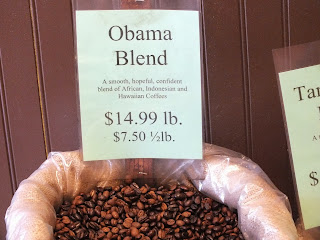 Obama
Blend
A smooth, hopeful, confident
blend of African, Indonesian and
Hawaiian Coffees
$14.99 lb.
$7.50 ½lb.